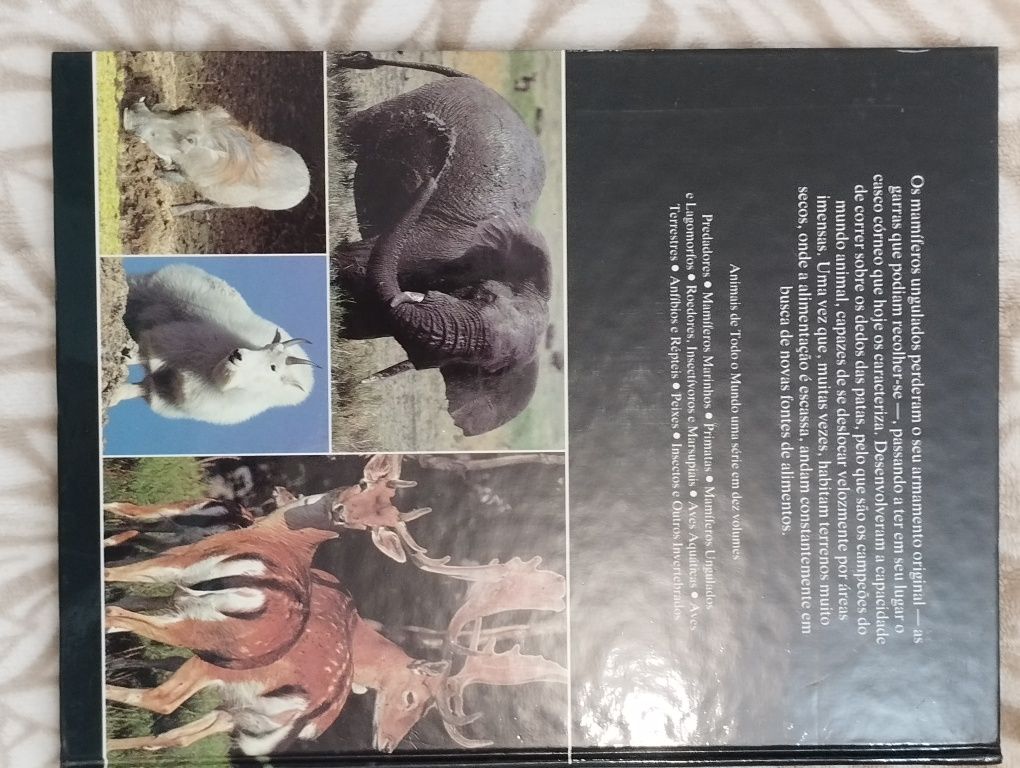 Os mamíferos ungulados perderam o seu armamento original — as
garras que podiam recolher-se —, passando a ter em seu lugar o
casco córneo que hoje os caracteriza. Desenvolveram a capacidade
de correr sobre os dedos das patas, pelo que são os campeões do
mundo animal, capazes de se deslocar velozmente por áreas
imensas. Uma vez que, muitas vezes, habitam terrenos muito
secos, onde a alimentação é escassa, andam constantemente em
busca de novas fontes de alimentos.
Animais de Todo o Mundo uma série em dez volumes
Predadores ● Mamíferos Marinhos ● Primatas ● Mamíferos Ungulados
e Lagomorfos ● Roedores, Insectívoros e Marsupiais ● Aves Aquáticas ● Aves
Terrestres ● Anfíbios e Répteis ● Peixes ● Insectos e Outros Invertebrados